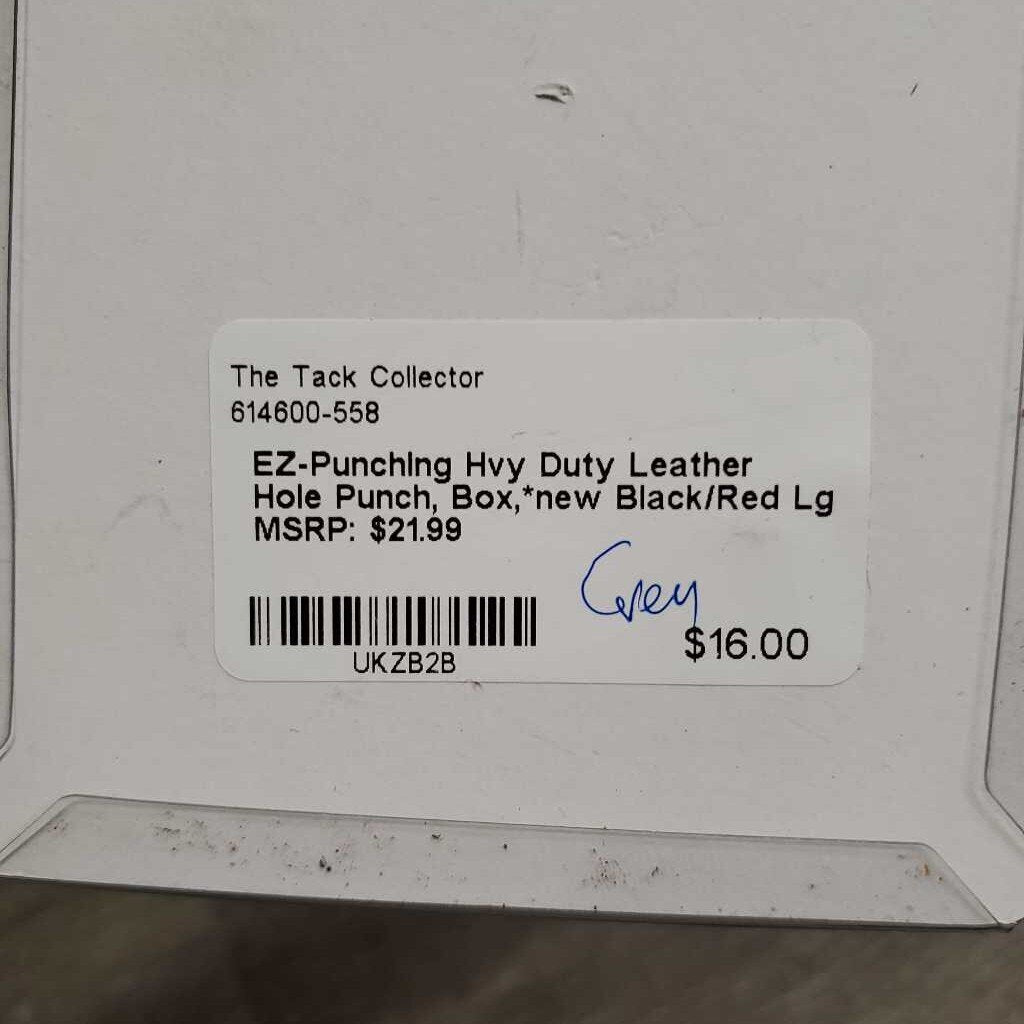 The Tack Collector
614600-558
EZ-Punching Hvy Duty Leather
Hole Punch, Box,*new Black/Red Lg
MSRP: $21.99
Grey
UKZB2B
$16.00